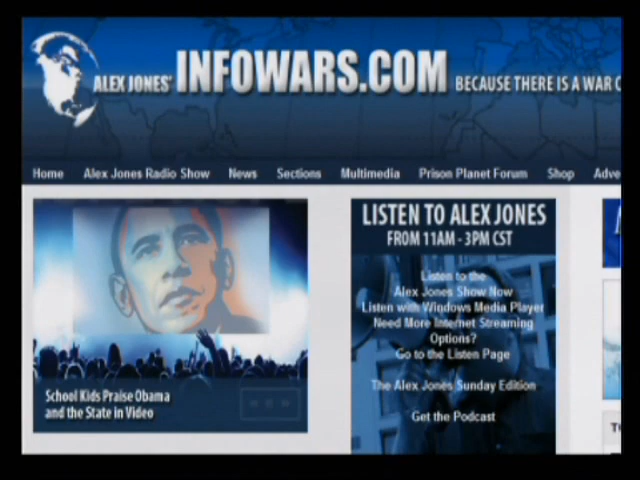 ALEX JONES' INFOWARS.COM BECAUSE THERE IS A WAR
Home Alex Jones Radio Show News Sections Multimedia Prison Planet Forum Shop Adve
LISTEN TO ALEX JONES
FROM 11AM - 3PM CST
Listen to the
Alex Jones Show Now
Listen with Windows Media Player
Need More Internet Streaming
Options?
Go to the Listen Page
The Alex Jones Sunday Edition
Get the Podcast
School Kids Praise Obama
and the State in Video